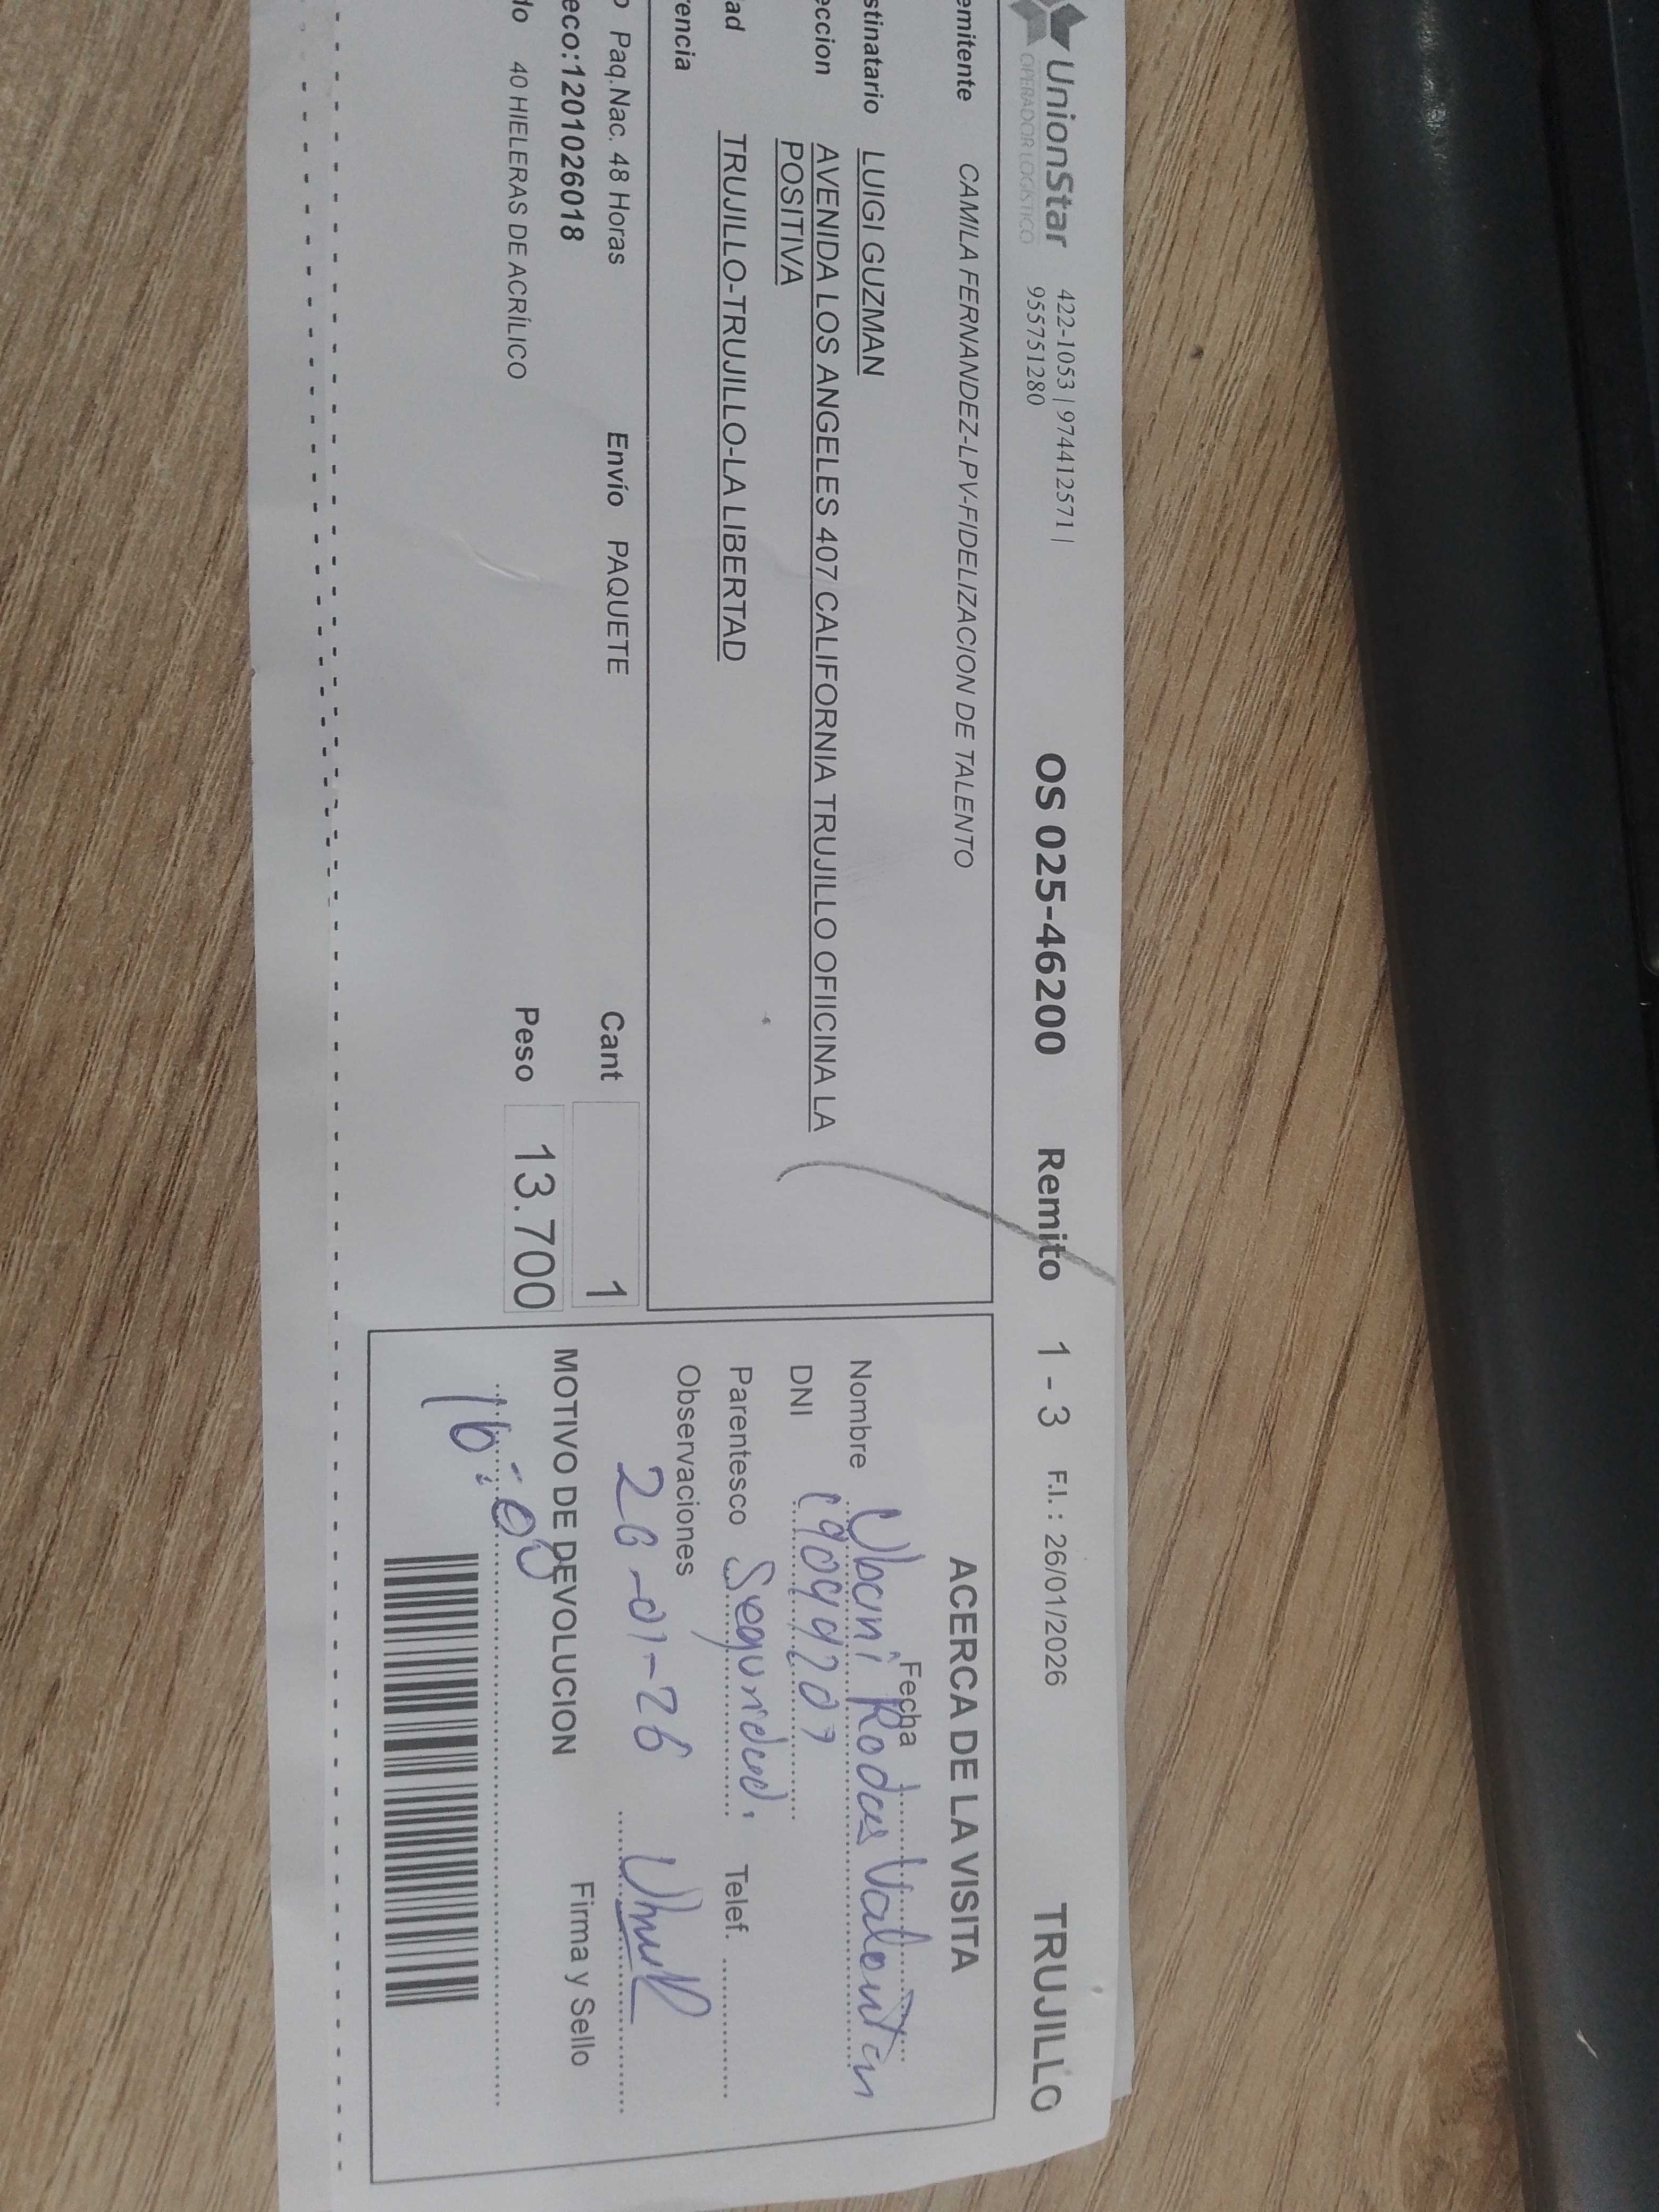 UnionStar
OPERADOR LOGISTICO
422-1053 | 974412571 |
955751280
OS 025-46200 Remito 1 - 3 F.I. : 26/01/2026 TRUJILLO
emitente CAMILA FERNANDEZ-LPV-FIDELIZACION DE TALENTO
stinatario LUIGI GUZMAN
eccion AVENIDA LOS ANGELES 407 CALIFORNIA TRUJILLO OFIICINA LA
POSITIVA
ad TRUJILLO-TRUJILLO-LA LIBERTAD
rencia
o Paq.Nac. 48 Horas Envío PAQUETE Cant 1
eco:1201026018
do 40 HIELERAS DE ACRÍLICO Peso 13.700
ACERCA DE LA VISITA
Fecha
Nombre Rodas Valentin
DNI
Parentesco Seguridad. Telef.
Observaciones
26-01-26
MOTIVO DE DEVOLUCION Firma y Sello
16:00